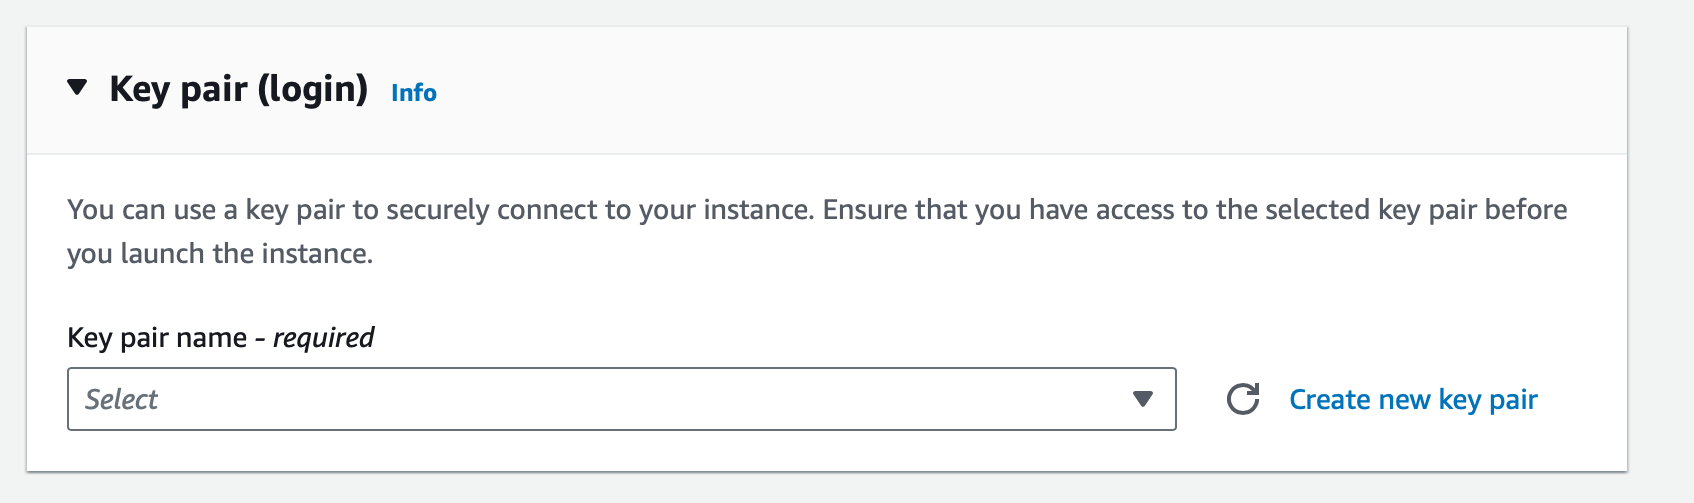 Key pair (login) Info
You can use a key pair to securely connect to your instance. Ensure that you have access to the selected key pair before
you launch the instance.
Key pair name - required
Select
Create new key pair